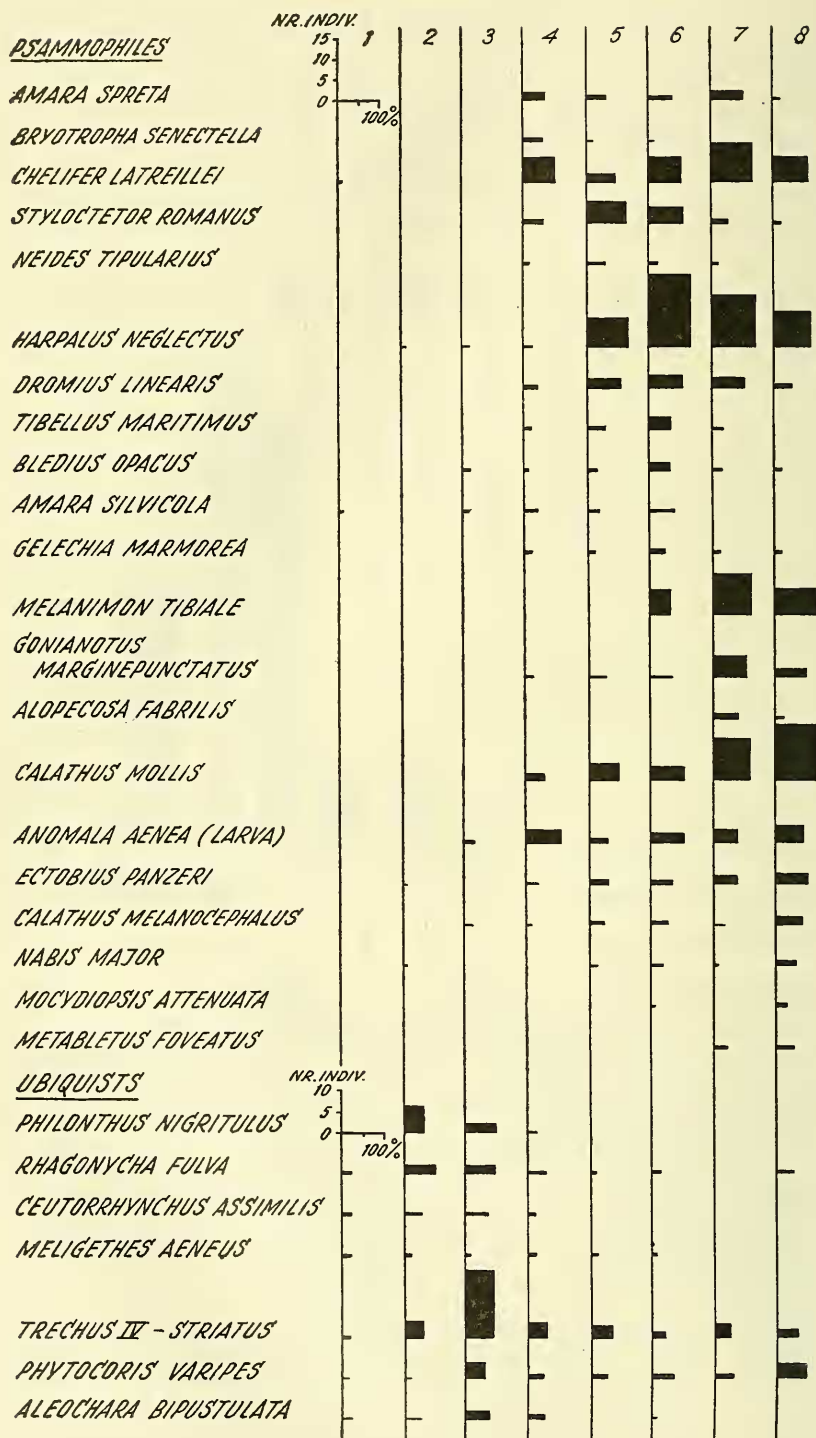 NR. INDIV.
PSAMMOPHILES 15 1 2 3 4 5 6 7 8
10
5
AMARA SPRETA 0
100%
BRYOTROPHA SENECTELLA
CHELIFER LATREILLEI
STYLOCTETOR ROMANUS
NEIDES TIPULARIUS
HARPALUS NEGLECTUS
DROMIUS LINEARIS
TIBELLUS MARITIMUS
BLEDIUS OPACUS
AMARA SILVICOLA
GELECHIA MARMOREA
MELANIMON TIBIALE
GONIANOTUS
MARGINEPUNCTATUS
ALOPECOSA FABRILIS
CALATHUS MOLLIS
ANOMALA AENEA (LARVA)
ECTOBIUS PANZERI
CALATHUS MELANOCEPHALUS
NABIS MAJOR
MOCYDIOPSIS ATTENUATA
METABLETUS FOVEATUS
UBIQUISTS NR. INDIV.
10
5
PHILONTHUS NIGRITULUS 0
100%
RHAGONYCHA FULVA
CEUTORRHYNCHUS ASSIMILIS
MELIGETHES AENEUS
TRECHUS IV-STRIATUS
PHYTOCORIS VARIPES
ALEOCHARA BIPUSTULATA